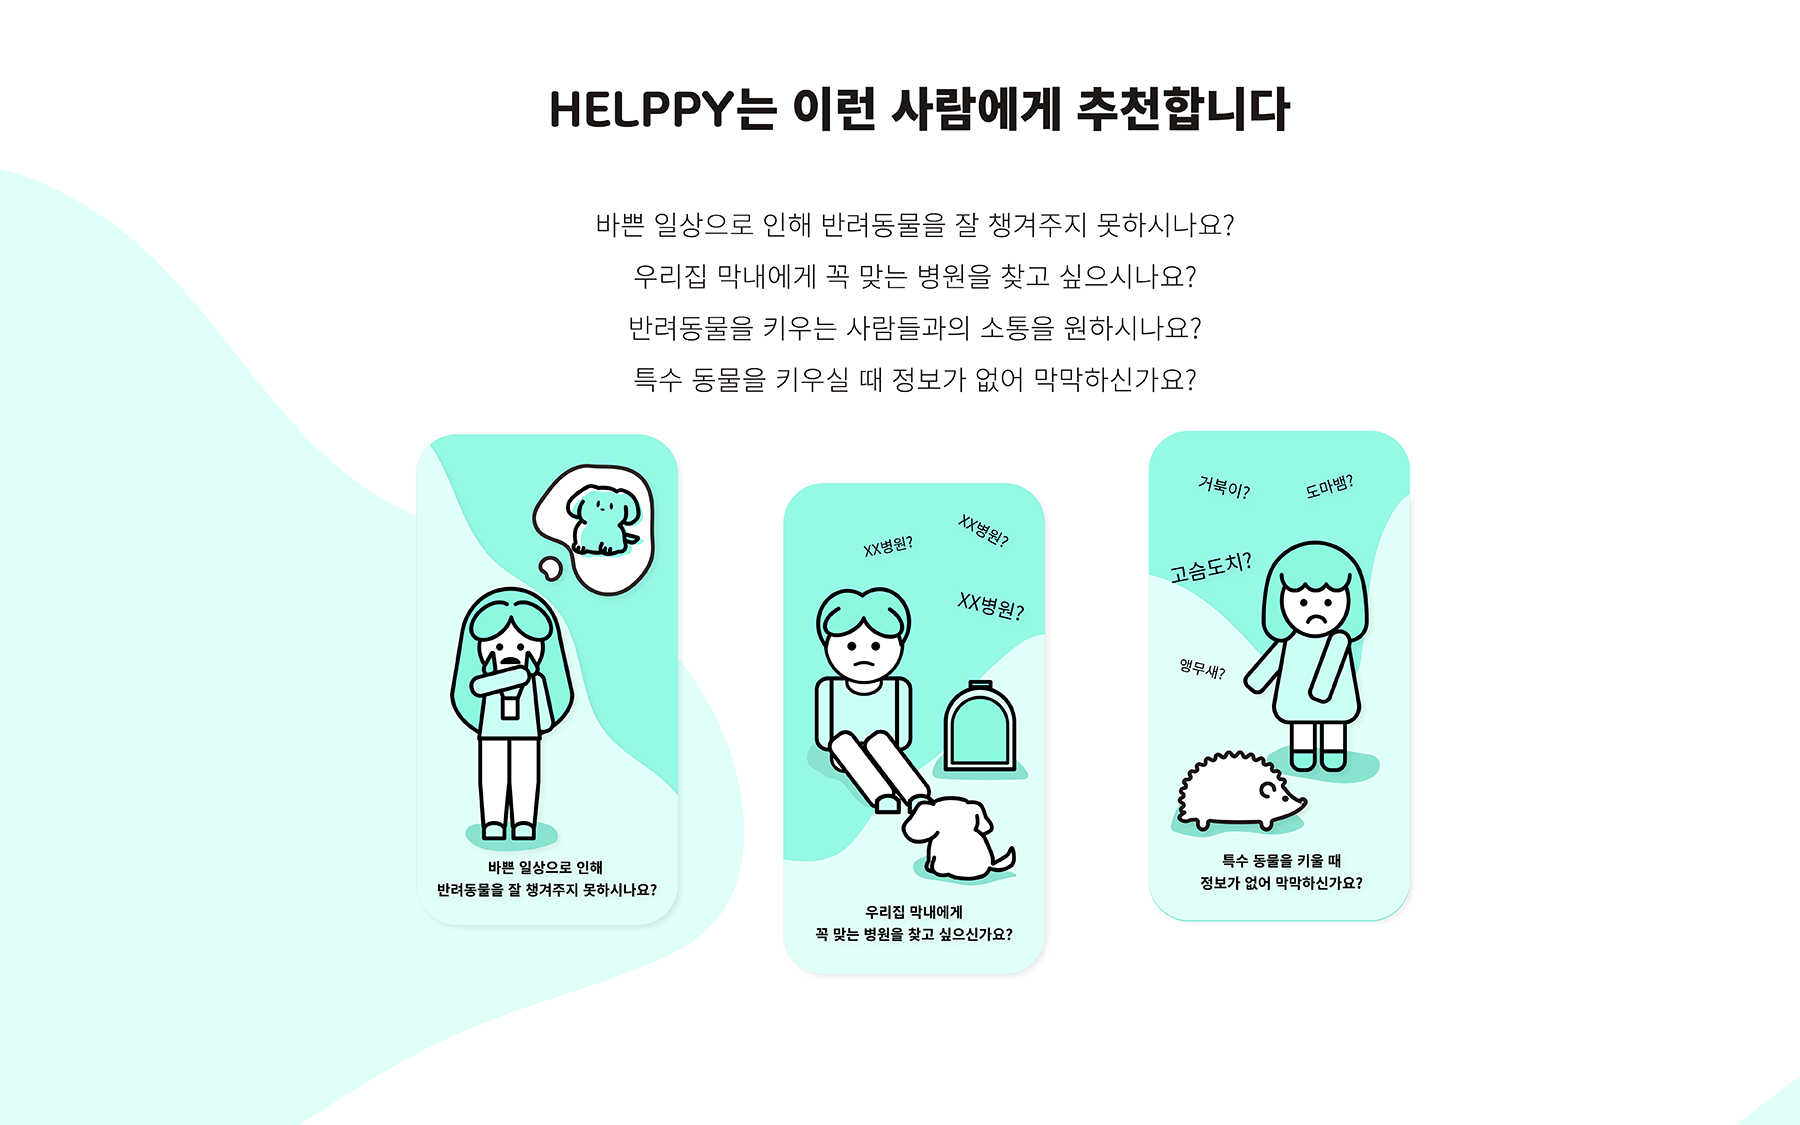 HELPPY는 이런 사람에게 추천합니다
바쁜 일상으로 인해 반려동물을 잘 챙겨주지 못하시나요?
우리집 막내에게 꼭 맞는 병원을 찾고 싶으시나요?
반려동물을 키우는 사람들과의 소통을 원하시나요?
특수 동물을 키우실 때 정보가 없어 막막하신가요?
바쁜 일상으로 인해
반려동물을 잘 챙겨주지 못하시나요?
XX병원?
XX병원?
XX병원?
우리집 막내에게
꼭 맞는 병원을 찾고 싶으신가요?
거북이?
도마뱀?
고슴도치?
앵무새?
특수 동물을 키울 때
정보가 없어 막막하신가요?